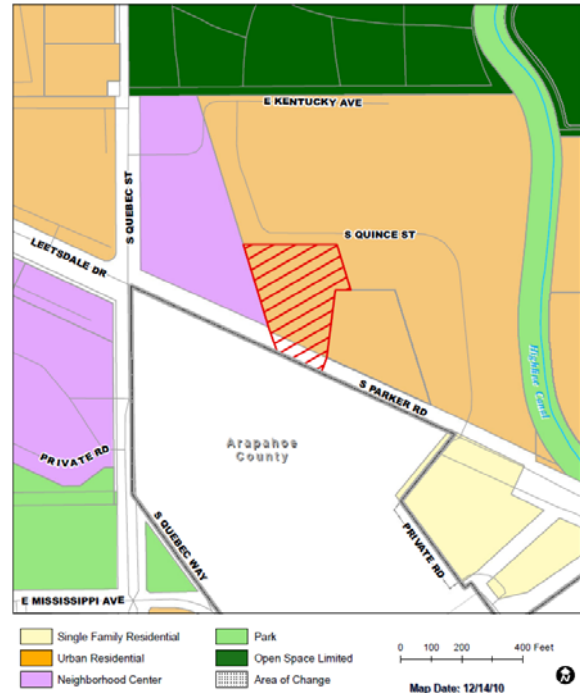 E KENTUCKY AVE
S QUEBEC ST
S QUINCE ST
LEETSDALE DR
Highline Canal
S PARKER RD
Arapahoe
County
PRIVATE RD
PRIVATE RD
S QUEBEC WAY
E MISSISSIPPI AVE
Single Family Residential
Urban Residential
Neighborhood Center
Park
Open Space Limited
Area of Change
0 100 200 400 Feet
Map Date: 12/14/10